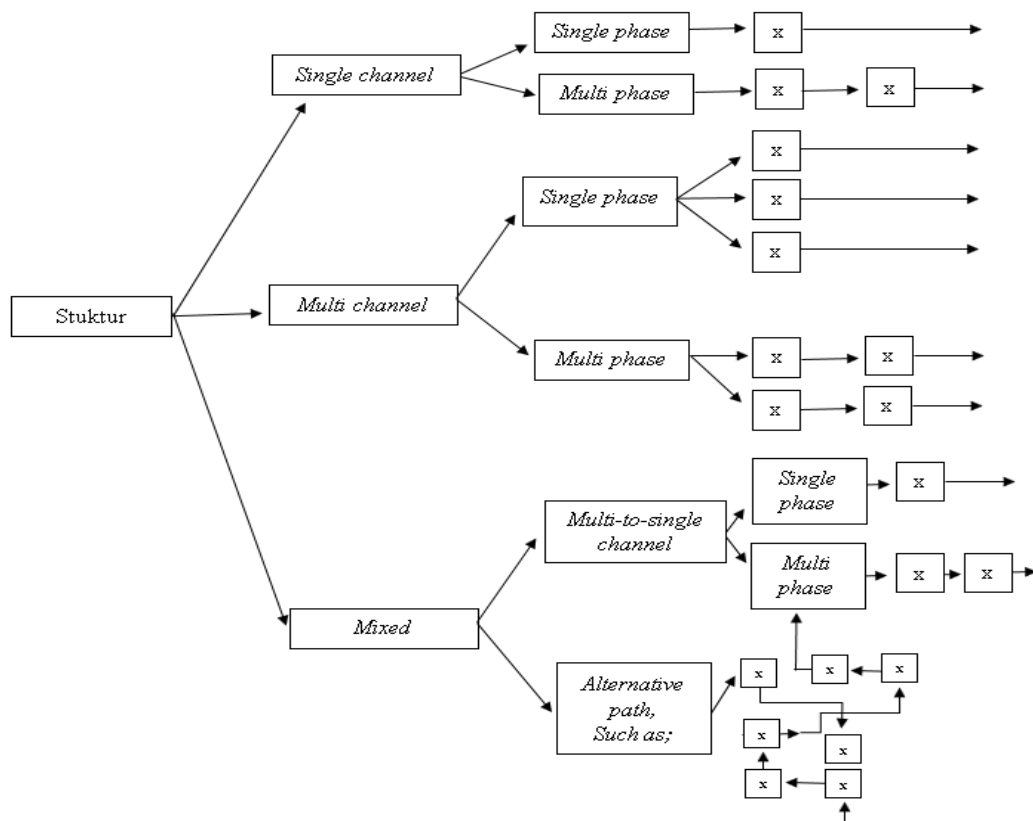 Single phase
x
Single channel
Multi phase
x
x
x
Single phase
x
x
Stuktur
Multi channel
Multi phase
x
x
x
x
Single
phase
x
Multi-to-single
channel
Multi
phase
x
x
Mixed
Alternative
path,
Such as;
x
x
x
x
x
x
x